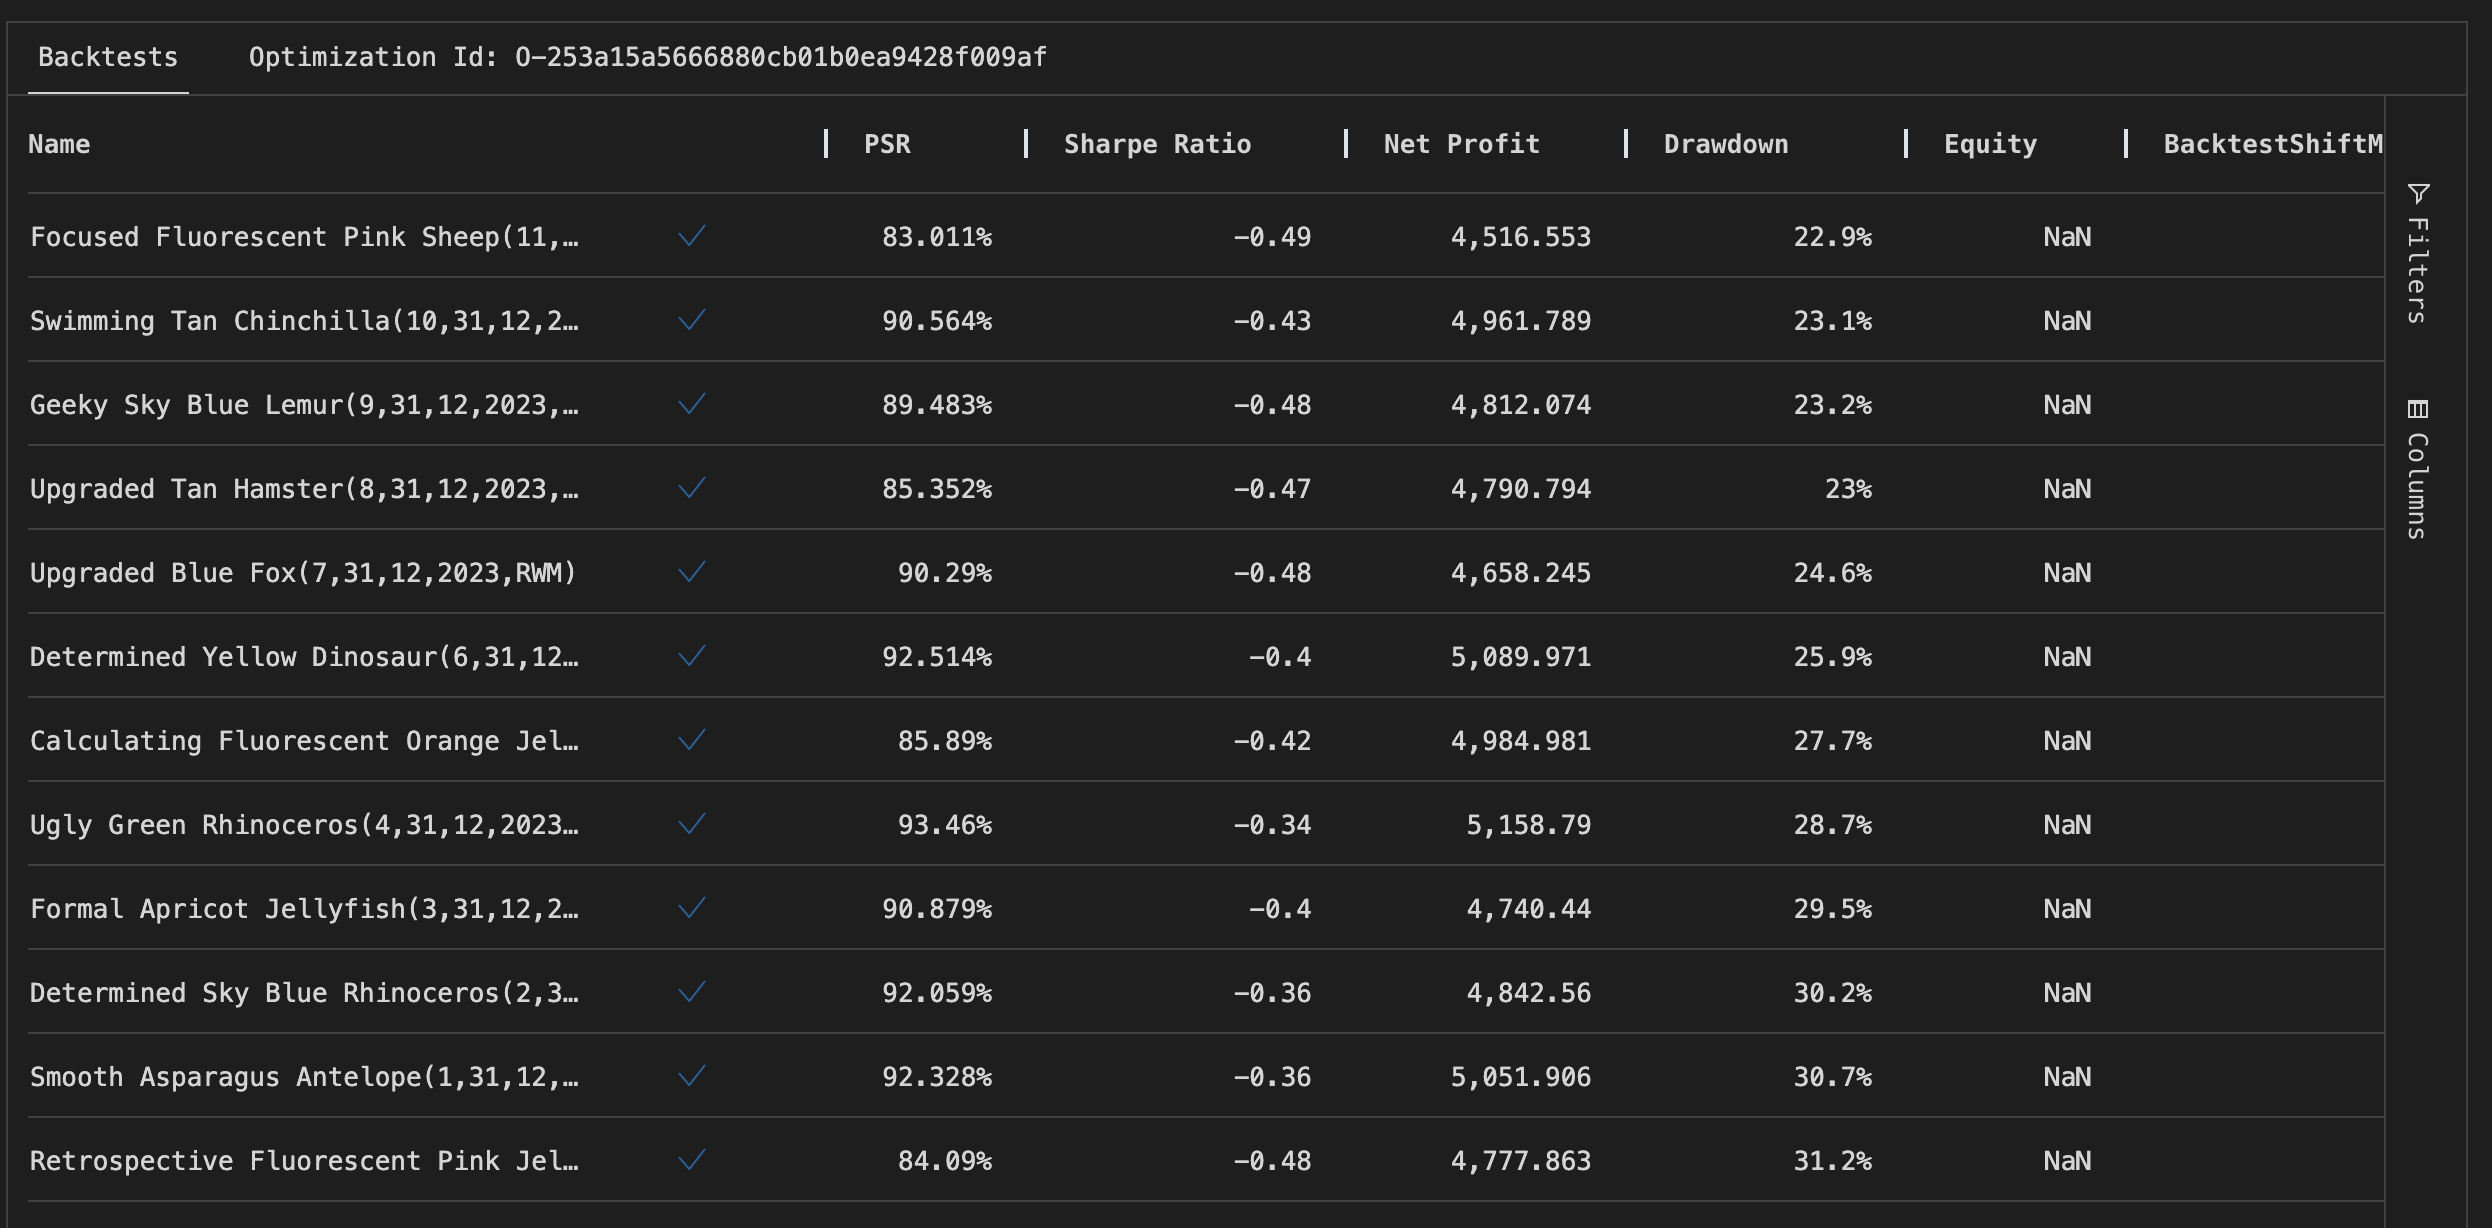 Backtests Optimization Id: O-253a15a5666880cb01b0ea9428f009af
Name PSR Sharpe Ratio Net Profit Drawdown Equity BacktestShiftM
Focused Fluorescent Pink Sheep(11,… 83.011% -0.49 4,516.553 22.9% NaN
Swimming Tan Chinchilla(10,31,12,2… 90.564% -0.43 4,961.789 23.1% NaN
Geeky Sky Blue Lemur(9,31,12,2023,… 89.483% -0.48 4,812.074 23.2% NaN
Upgraded Tan Hamster(8,31,12,2023,… 85.352% -0.47 4,790.794 23% NaN
Upgraded Blue Fox(7,31,12,2023,RWM) 90.29% -0.48 4,658.245 24.6% NaN
Determined Yellow Dinosaur(6,31,12… 92.514% -0.4 5,089.971 25.9% NaN
Calculating Fluorescent Orange Jel… 85.89% -0.42 4,984.981 27.7% NaN
Ugly Green Rhinoceros(4,31,12,2023… 93.46% -0.34 5,158.79 28.7% NaN
Formal Apricot Jellyfish(3,31,12,2… 90.879% -0.4 4,740.44 29.5% NaN
Determined Sky Blue Rhinoceros(2,3… 92.059% -0.36 4,842.56 30.2% NaN
Smooth Asparagus Antelope(1,31,12,… 92.328% -0.36 5,051.906 30.7% NaN
Retrospective Fluorescent Pink Jel… 84.09% -0.48 4,777.863 31.2% NaN
Filters
Columns